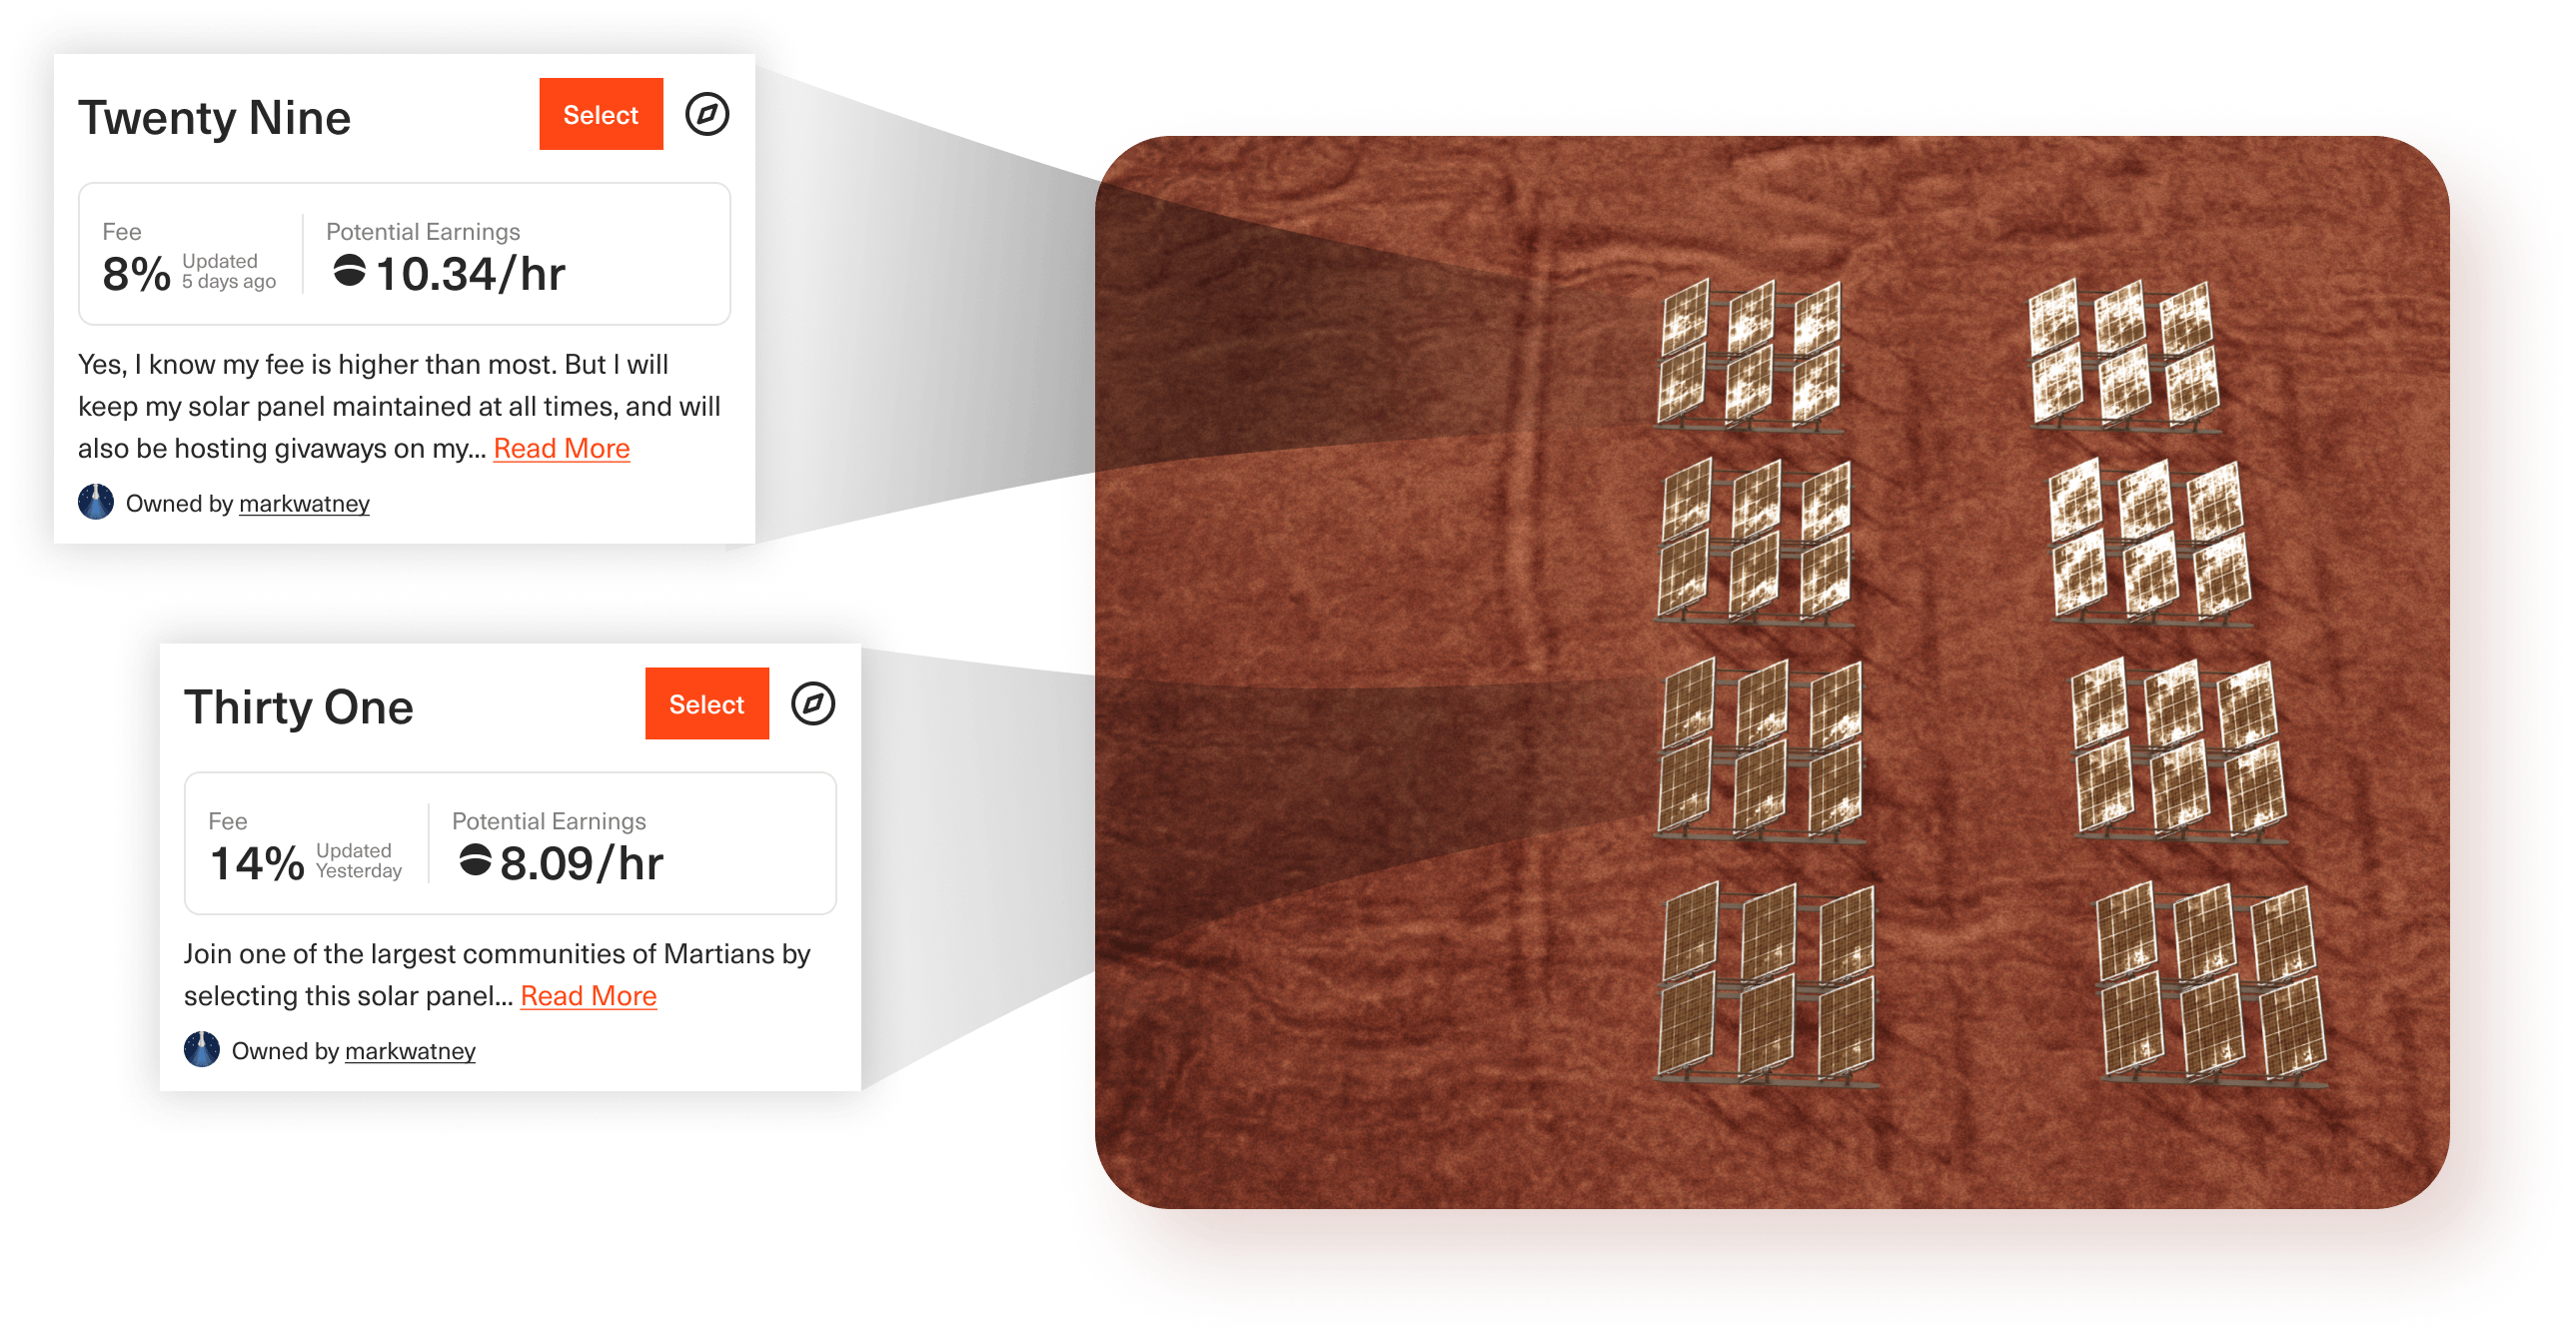 Twenty Nine
Select
Fee
8%
Updated
5 days ago
Potential Earnings
10.34/hr
Yes, I know my fee is higher than most. But I will
keep my solar panel maintained at all times, and will
also be hosting givaways on my... Read More
Owned by markwatney
Thirty One
Select
Fee
14%
Updated
Yesterday
Potential Earnings
8.09/hr
Join one of the largest communities of Martians by
selecting this solar panel... Read More
Owned by markwatney